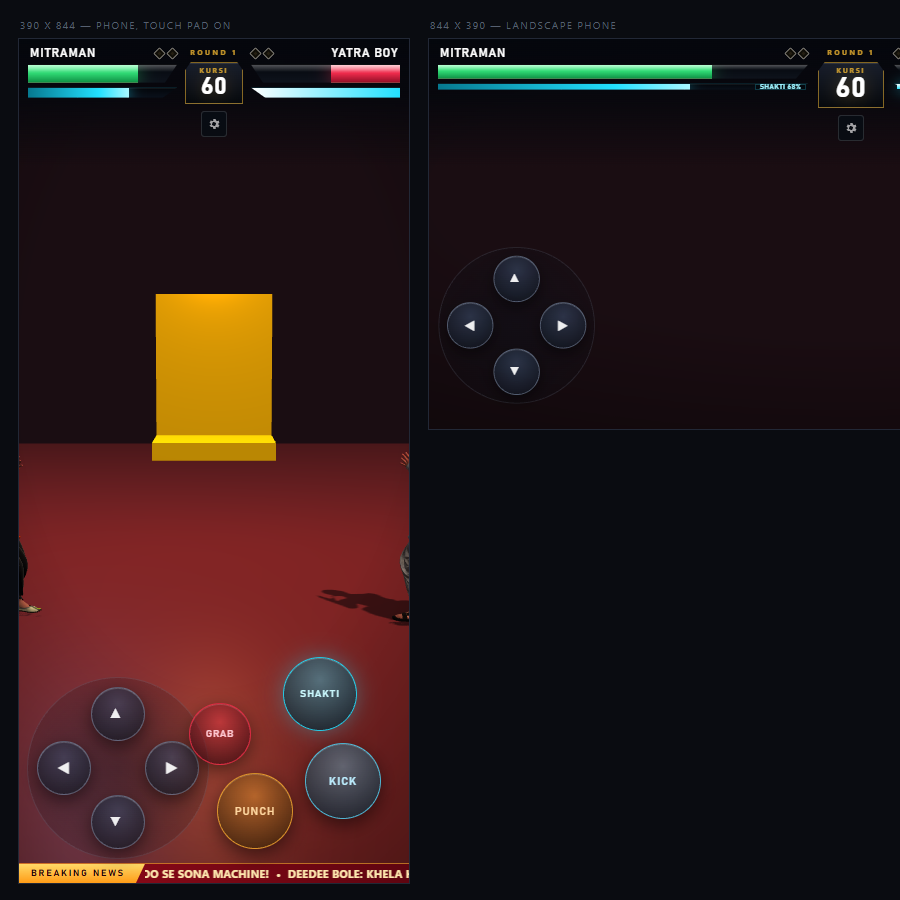 390 X 844 — PHONE, TOUCH PAD ON
MITRAMAN
ROUND 1
YATRA BOY
KURSI
60
SHAKTI
GRAB
KICK
PUNCH
BREAKING NEWS
DO SE SONA MACHINE! • DEEDEE BOLE: KHELA
844 X 390 — LANDSCAPE PHONE
MITRAMAN
ROUND 1
KURSI
60
SHAKTI 68%